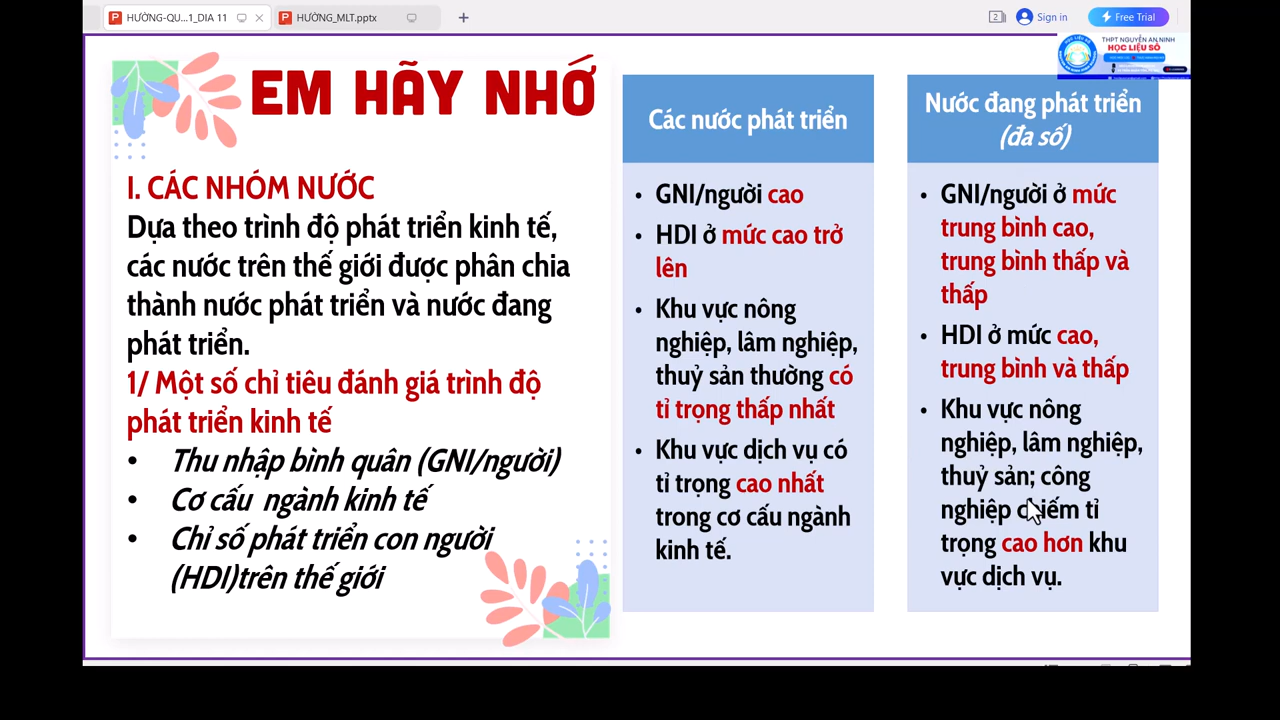 HƯỜNG-QU...1_DIA 11
HƯỜNG_MLT.pptx
2
Sign in
Free Trial
THPT NGUYỄN AN NINH
HỌC LIỆU SỐ
EM HÃY NHỚ
I. CÁC NHÓM NƯỚC
Dựa theo trình độ phát triển kinh tế,
các nước trên thế giới được phân chia
thành nước phát triển và nước đang
phát triển.
1/ Một số chỉ tiêu đánh giá trình độ
phát triển kinh tế
• Thu nhập bình quân (GNI/người)
• Cơ cấu ngành kinh tế
• Chỉ số phát triển con người
(HDI)trên thế giới
Các nước phát triển
• GNI/người cao
• HDI ở mức cao trở
lên
• Khu vực nông
nghiệp, lâm nghiệp,
thuỷ sản thường có
tỉ trọng thấp nhất
• Khu vực dịch vụ có
tỉ trọng cao nhất
trong cơ cấu ngành
kinh tế.
Nước đang phát triển
(đa số)
• GNI/người ở mức
trung bình cao,
trung bình thấp và
thấp
• HDI ở mức cao,
trung bình và thấp
• Khu vực nông
nghiệp, lâm nghiệp,
thuỷ sản; công
nghiệp chiếm tỉ
trọng cao hơn khu
vực dịch vụ.